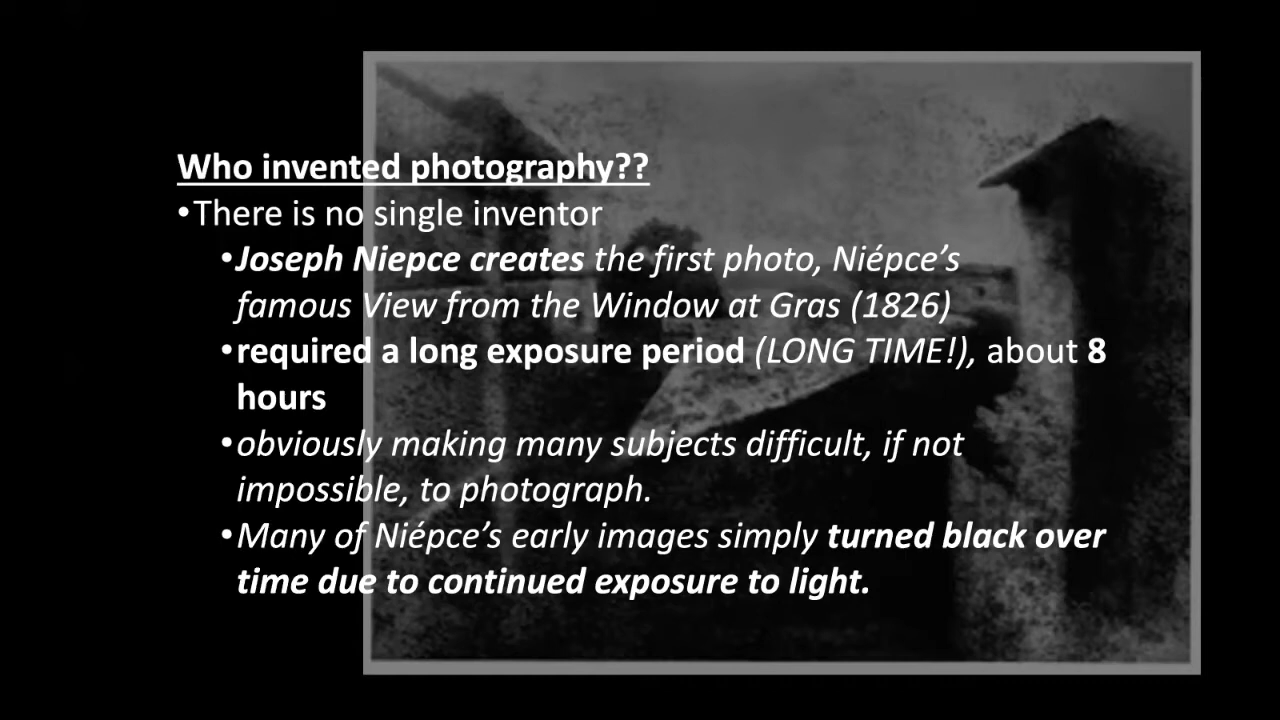 Who invented photography??
•There is no single inventor
•Joseph Niepce creates the first photo, Niépce’s
famous View from the Window at Gras (1826)
•required a long exposure period (LONG TIME!), about 8
hours
•obviously making many subjects difficult, if not
impossible, to photograph.
•Many of Niépce’s early images simply turned black over
time due to continued exposure to light.